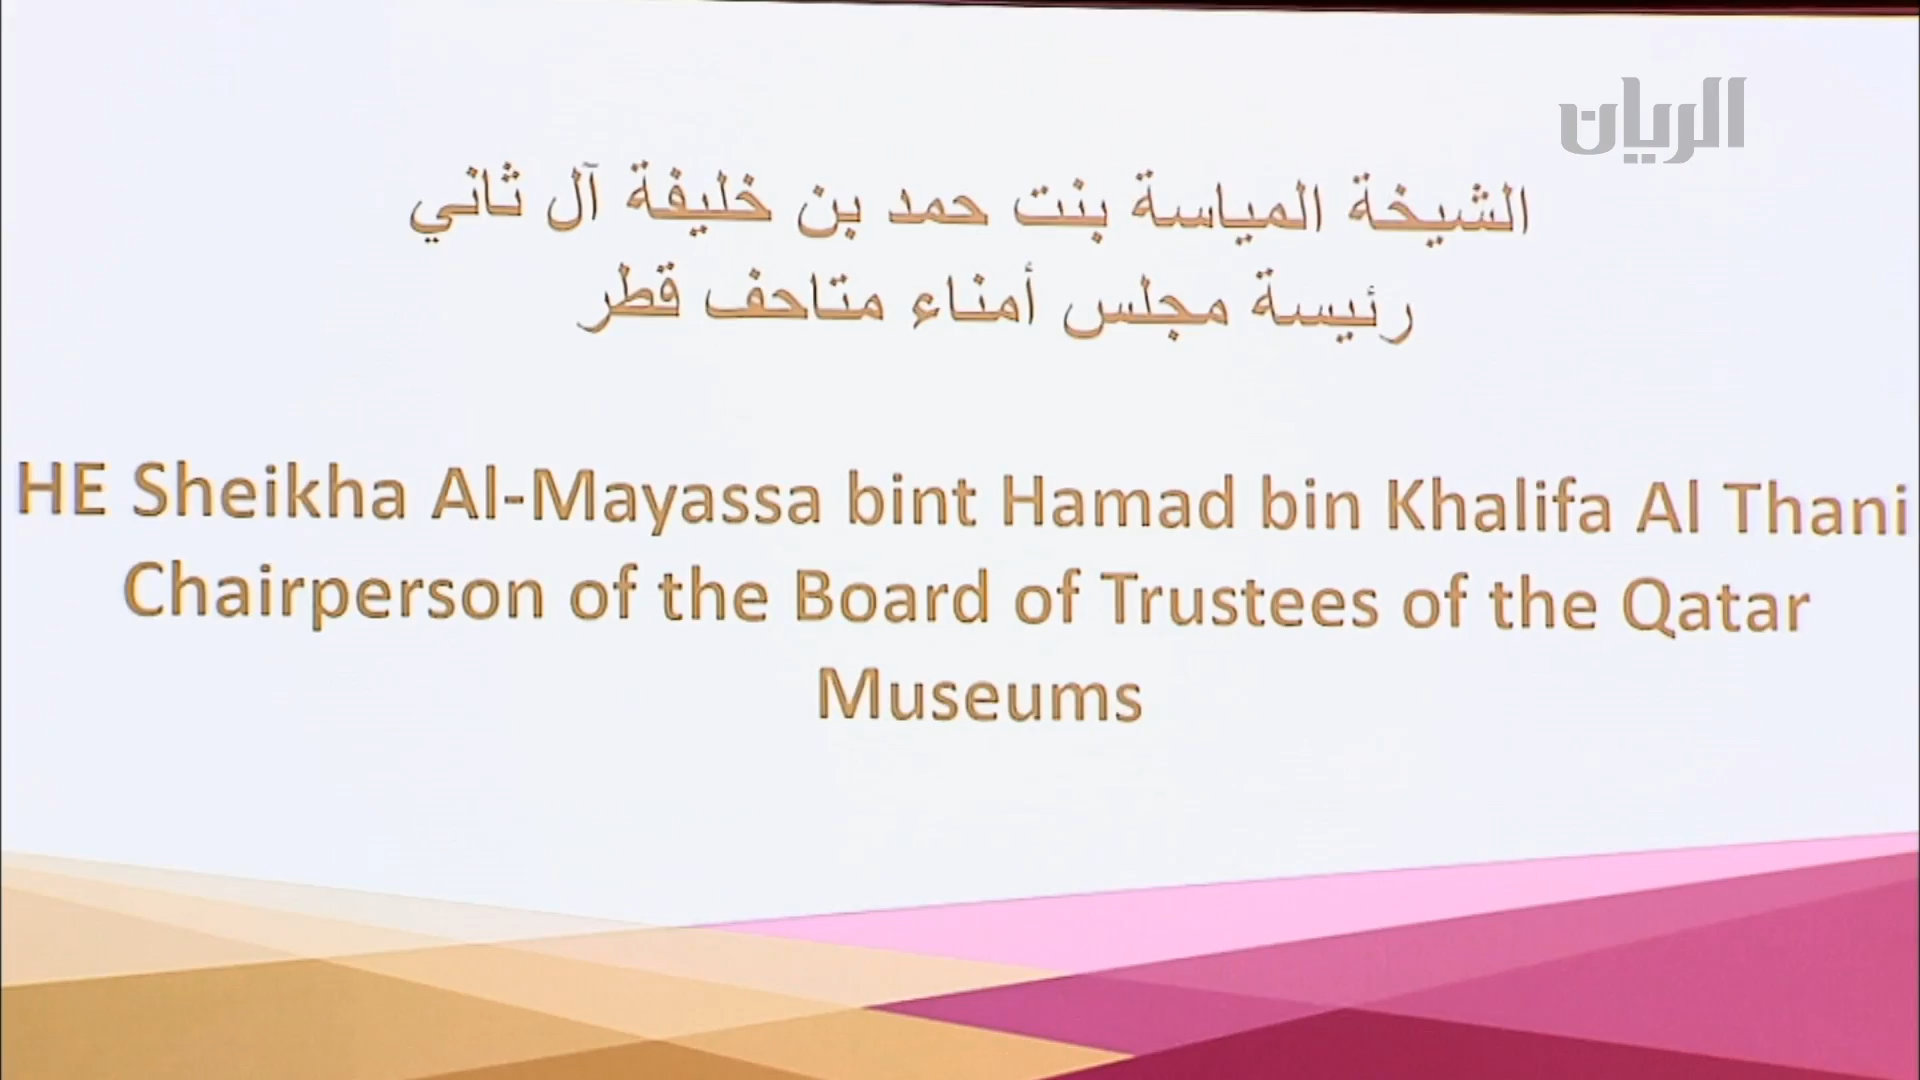 الريان
الشيخة المياسة بنت حمد بن خليفة آل ثاني
رئيسة مجلس أمناء متاحف قطر
HE Sheikha Al-Mayassa bint Hamad bin Khalifa Al Thani
Chairperson of the Board of Trustees of the Qatar
Museums